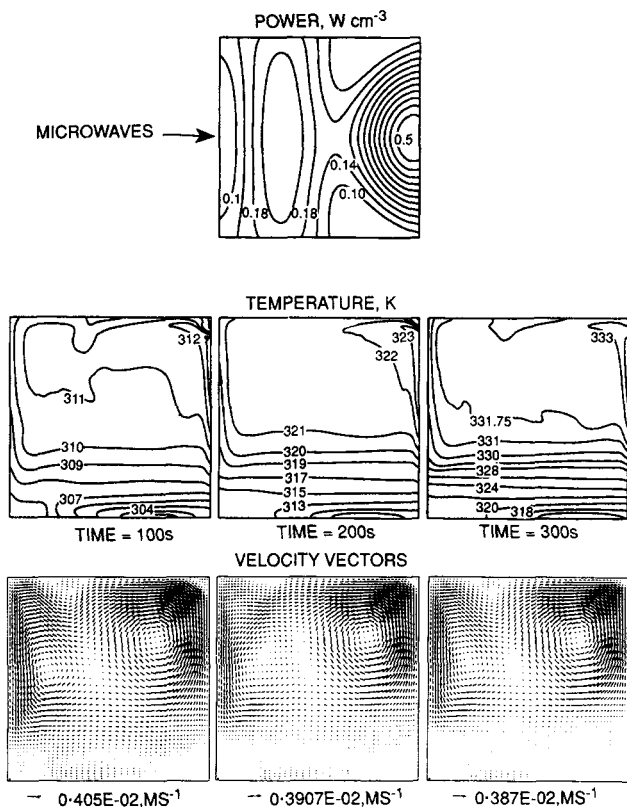 POWER, W cm-3
MICROWAVES
0.5
0.14
0.1
0.18
0.18
0.10
TEMPERATURE, K
312
311
310
309
307
304
323
322
321
320
319
317
315
313
333
331.75
331
330
328
324
320
318
TIME = 100s
TIME = 200s
TIME = 300s
VELOCITY VECTORS
0·405E-02,MS-1
0·3907E-02,MS-1
0·387E-02,MS-1